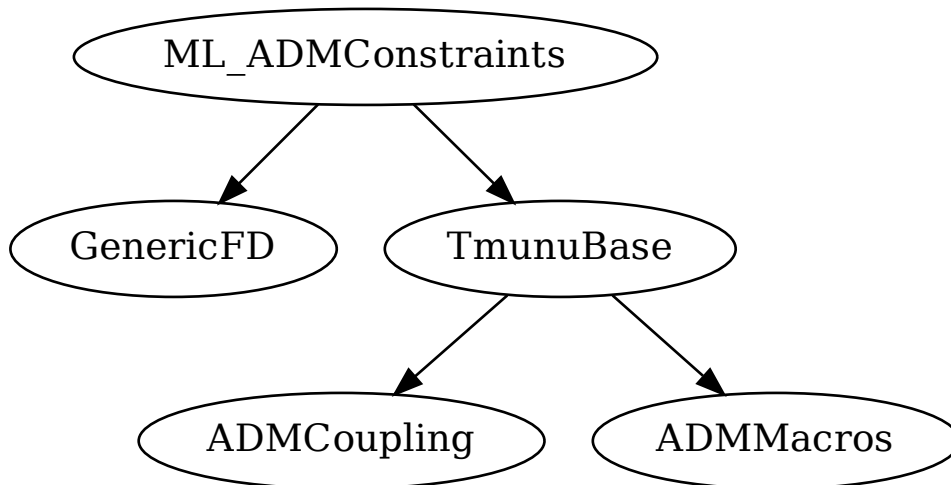 ML_ADMConstraints
GenericFD
TmunuBase
ADMCoupling
ADMMacros